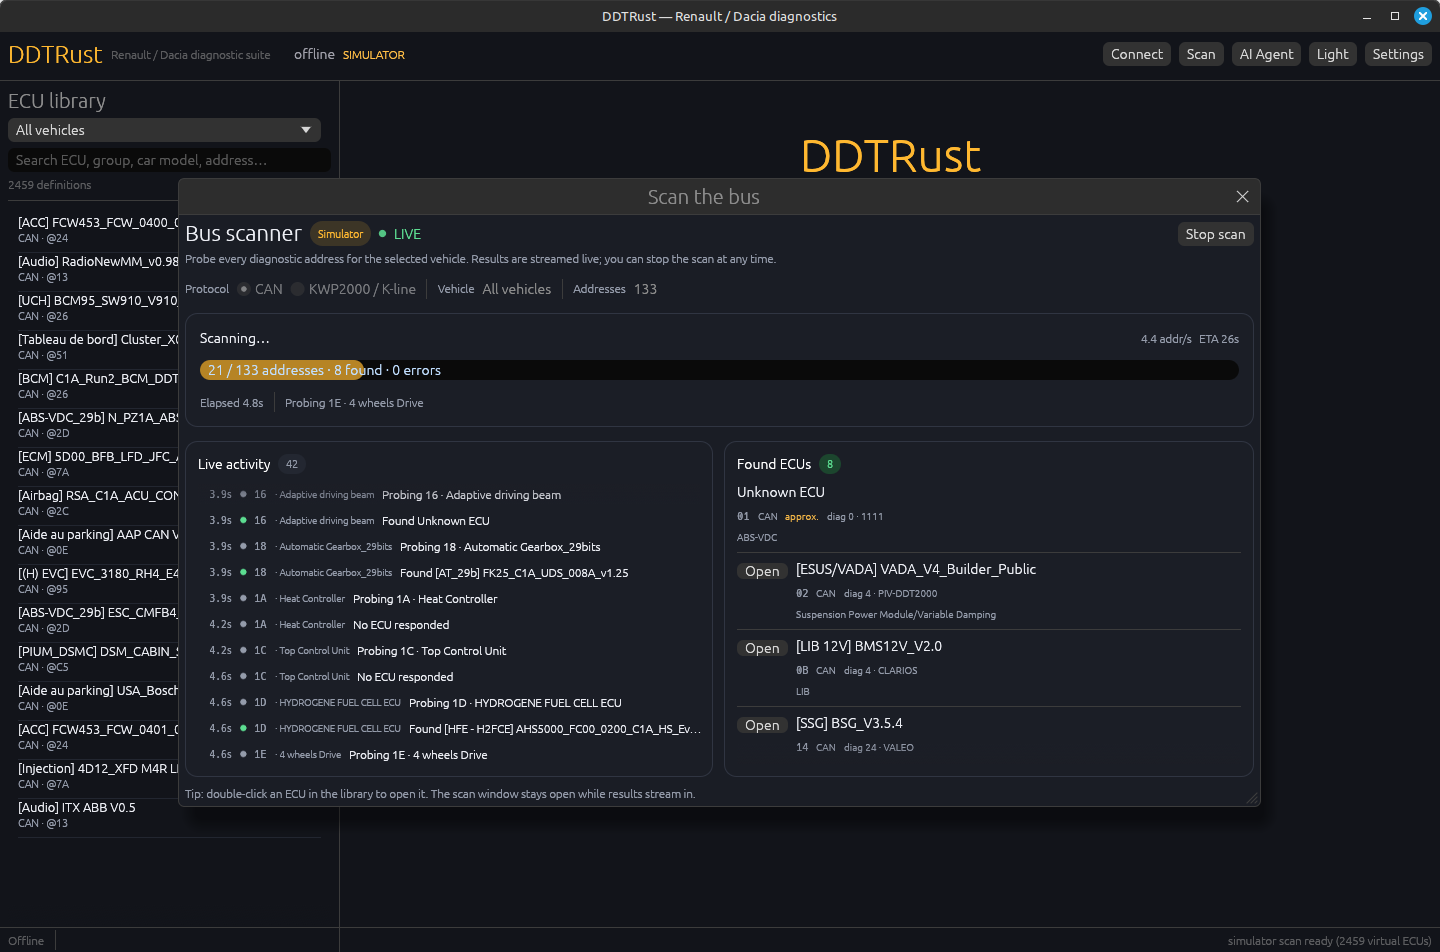 DDTRust — Renault / Dacia diagnostics
DDTRust Renault / Dacia diagnostic suite offline SIMULATOR Connect Scan AI Agent Light Settings
ECU library
All vehicles
Search ECU, group, car model, address...
2459 definitions
[ACC] FCW453_FCW_0400_
CAN · @24
[Audio] RadioNewMM_v0.98
CAN · @13
[UCH] BCM95_SW910_V910
CAN · @26
[Tableau de bord] Cluster_
CAN · @51
[BCM] C1A_Run2_BCM_DDT
CAN · @26
[ABS-VDC_29b] N_PZ1A_ABS
CAN · @2D
[ECM] 5D00_BFB_LFD_JFC_
CAN · @7A
[Airbag] RSA_C1A_ACU_CON
CAN · @2C
[Aide au parking] AAP CAN V
CAN · @0E
[(H) EVC] EVC_3180_RH4_E4
CAN · @95
[ABS-VDC_29b] ESC_CMFB4_
CAN · @2D
[PIUM_DSMC] DSM_CABIN_S
CAN · @C5
[Aide au parking] USA_Bosch
CAN · @0E
[ACC] FCW453_FCW_0401_
CAN · @24
[Injection] 4D12_XFD M4R L
CAN · @7A
[Audio] ITX ABB V0.5
CAN · @13
DDTRust
Scan the bus
Bus scanner Simulator LIVE Stop scan
Probe every diagnostic address for the selected vehicle. Results are streamed live; you can stop the scan at any time.
Protocol CAN KWP2000 / K-line Vehicle All vehicles Addresses 133
Scanning... 4.4 addr/s ETA 26s
21 / 133 addresses · 8 found · 0 errors
Elapsed 4.8s Probing 1E · 4 wheels Drive
Live activity 42
3.9s 16 · Adaptive driving beam Probing 16 · Adaptive driving beam
3.9s 16 · Adaptive driving beam Found Unknown ECU
3.9s 18 · Automatic Gearbox_29bits Probing 18 · Automatic Gearbox_29bits
3.9s 18 · Automatic Gearbox_29bits Found [AT_29b] FK25_C1A_UDS_008A_v1.25
3.9s 1A · Heat Controller Probing 1A · Heat Controller
4.2s 1A · Heat Controller No ECU responded
4.2s 1C · Top Control Unit Probing 1C · Top Control Unit
4.6s 1C · Top Control Unit No ECU responded
4.6s 1D · HYDROGENE FUEL CELL ECU Probing 1D · HYDROGENE FUEL CELL ECU
4.6s 1D · HYDROGENE FUEL CELL ECU Found [HFE - H2FCE] AHS5000_FC00_0200_C1A_HS_Ev...
4.6s 1E · 4 wheels Drive Probing 1E · 4 wheels Drive
Found ECUs 8
Unknown ECU
01 CAN approx. diag 0 · 1111
ABS-VDC
Open [ESUS/VADA] VADA_V4_Builder_Public
02 CAN diag 4 · PIV-DDT2000
Suspension Power Module/Variable Damping
Open [LIB 12V] BMS12V_V2.0
0B CAN diag 4 · CLARIOS
LIB
Open [SSG] BSG_V3.5.4
14 CAN diag 24 · VALEO
Tip: double-click an ECU in the library to open it. The scan window stays open while results stream in.
Offline simulator scan ready (2459 virtual ECUs)